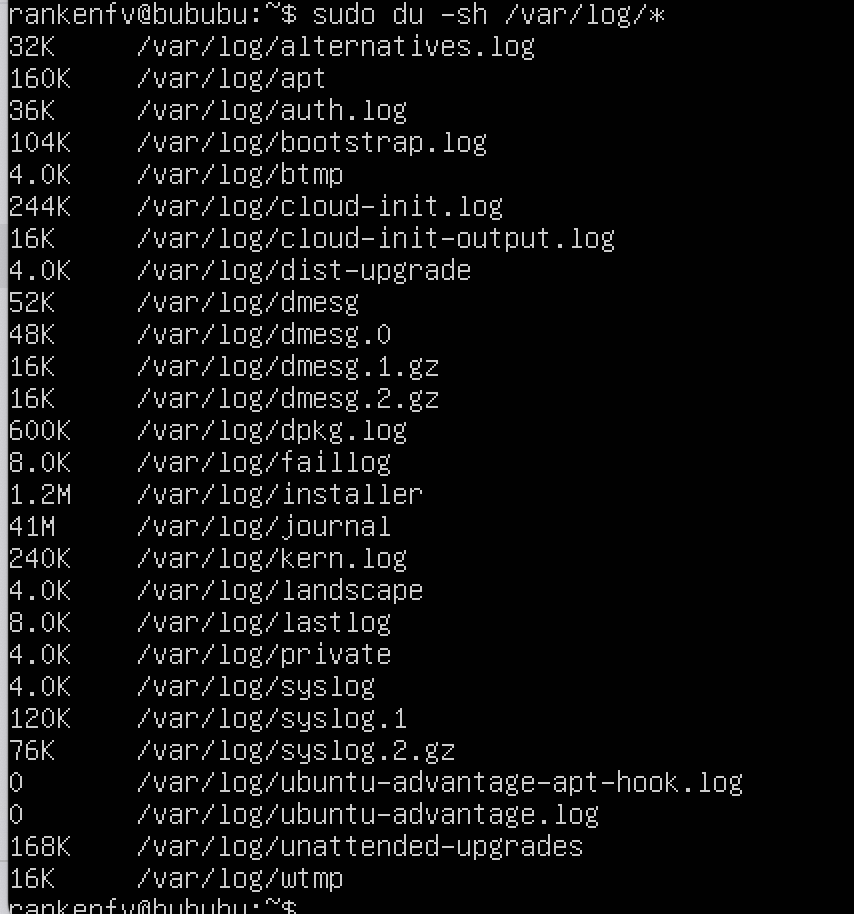 rankenfv@bububu:~$ sudo du -sh /var/log/*
32K /var/log/alternatives.log
160K /var/log/apt
36K /var/log/auth.log
104K /var/log/bootstrap.log
4.0K /var/log/btmp
244K /var/log/cloud-init.log
16K /var/log/cloud-init-output.log
4.0K /var/log/dist-upgrade
52K /var/log/dmesg
48K /var/log/dmesg.0
16K /var/log/dmesg.1.gz
16K /var/log/dmesg.2.gz
600K /var/log/dpkg.log
8.0K /var/log/faillog
1.2M /var/log/installer
41M /var/log/journal
240K /var/log/kern.log
4.0K /var/log/landscape
8.0K /var/log/lastlog
4.0K /var/log/private
4.0K /var/log/syslog
120K /var/log/syslog.1
76K /var/log/syslog.2.gz
0 /var/log/ubuntu-advantage-apt-hook.log
0 /var/log/ubuntu-advantage.log
168K /var/log/unattended-upgrades
16K /var/log/wtmp
rankenfv@bububu:~$